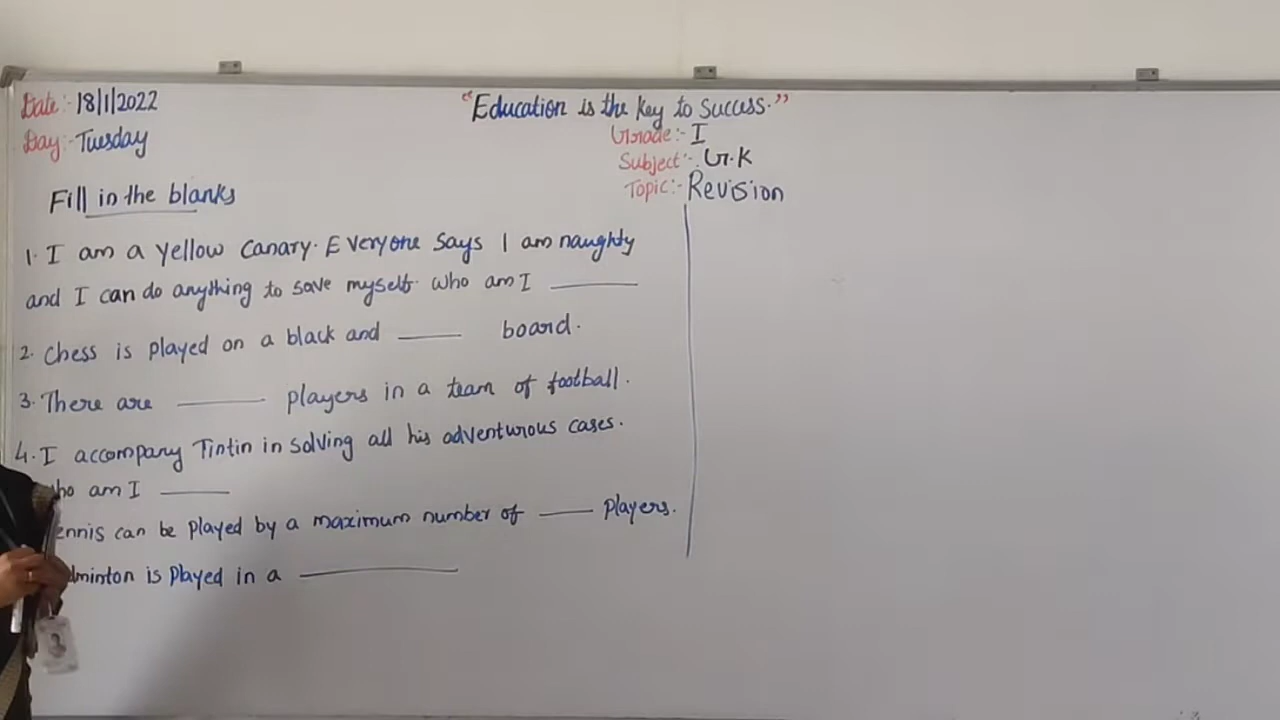 Date:- 18/1/2022
Day:- Tuesday
"Education is the key to success."
Grade:- I
Subject:- G.K
Topic:- Revision
Fill in the blanks
1. I am a yellow canary. Everyone says I am naughty
and I can do anything to save myself. Who am I ______
2. Chess is played on a black and ______ board.
3. There are ______ players in a team of football.
4. I accompany Tintin in solving all his adventurous cases.
ho am I ______
ennis can be played by a maximum number of ______ players.
dminton is played in a ______